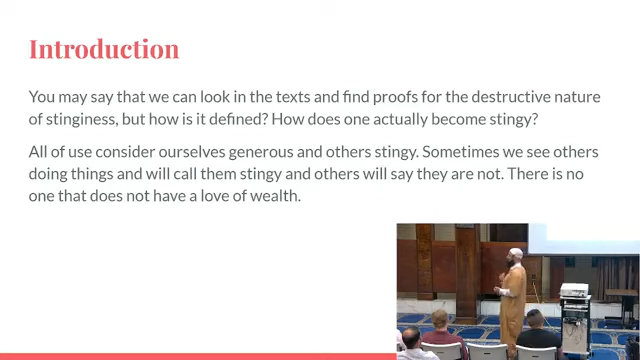 Introduction
You may say that we can look in the texts and find proofs for the destructive nature
of stinginess, but how is it defined? How does one actually become stingy?
All of use consider ourselves generous and others stingy. Sometimes we see others
doing things and will call them stingy and others will say they are not. There is no
one that does not have a love of wealth.